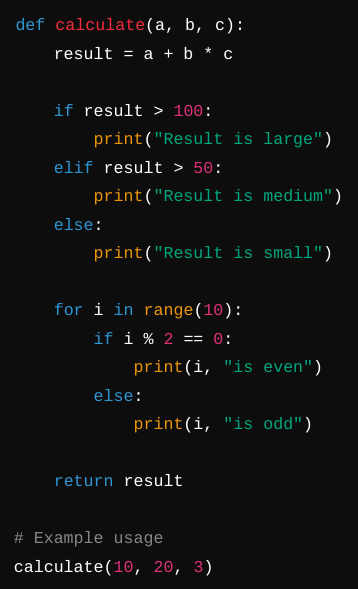 def calculate(a, b, c):
    result = a + b * c

    if result > 100:
        print("Result is large")
    elif result > 50:
        print("Result is medium")
    else:
        print("Result is small")

    for i in range(10):
        if i % 2 == 0:
            print(i, "is even")
        else:
            print(i, "is odd")

    return result

# Example usage
calculate(10, 20, 3)